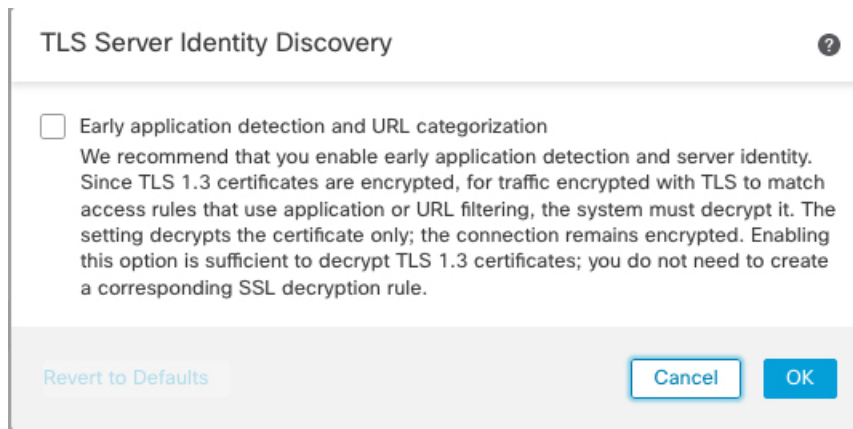 TLS Server Identity Discovery
?
Early application detection and URL categorization
We recommend that you enable early application detection and server identity.
Since TLS 1.3 certificates are encrypted, for traffic encrypted with TLS to match
access rules that use application or URL filtering, the system must decrypt it. The
setting decrypts the certificate only; the connection remains encrypted. Enabling
this option is sufficient to decrypt TLS 1.3 certificates; you do not need to create
a corresponding SSL decryption rule.
Revert to Defaults
Cancel
OK